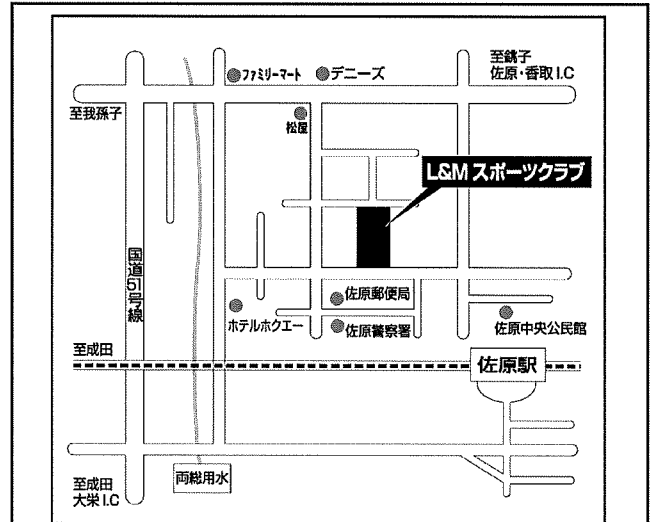 至銚子
佐原・香取I.C
ファミリーマート
デニーズ
至我孫子
松屋
L&Mスポーツクラブ
国道51号線
佐原郵便局
ホテルホクエー
佐原警察署
佐原中央公民館
至成田
佐原駅
至成田
大栄I.C
両総用水